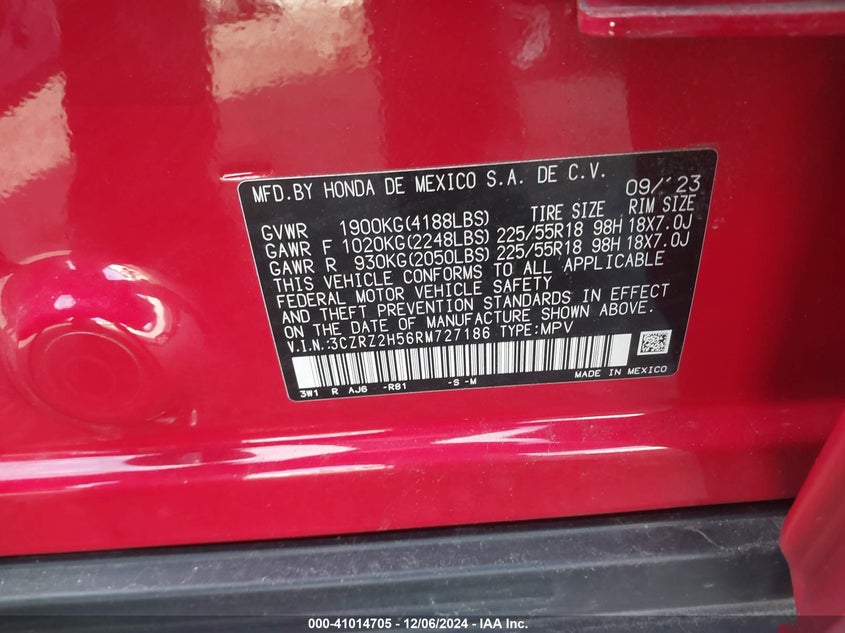 MFD.BY HONDA DE MEXICO S.A. DE C.V. 09/'23
TIRE SIZE RIM SIZE
GVWR 1900KG(4188LBS)
GAWR F 1020KG(2248LBS) 225/55R18 98H 18X7.0J
GAWR R 930KG(2050LBS) 225/55R18 98H 18X7.0J
THIS VEHICLE CONFORMS TO ALL APPLICABLE
FEDERAL MOTOR VEHICLE SAFETY
AND THEFT PREVENTION STANDARDS IN EFFECT
ON THE DATE OF MANUFACTURE SHOWN ABOVE.
V.I.N.:3CZRZ2H56RM727186 TYPE:MPV
3W1 R AJ6 -R81 -S -M
MADE IN MEXICO
000-41014705 - 12/06/2024 - IAA Inc.